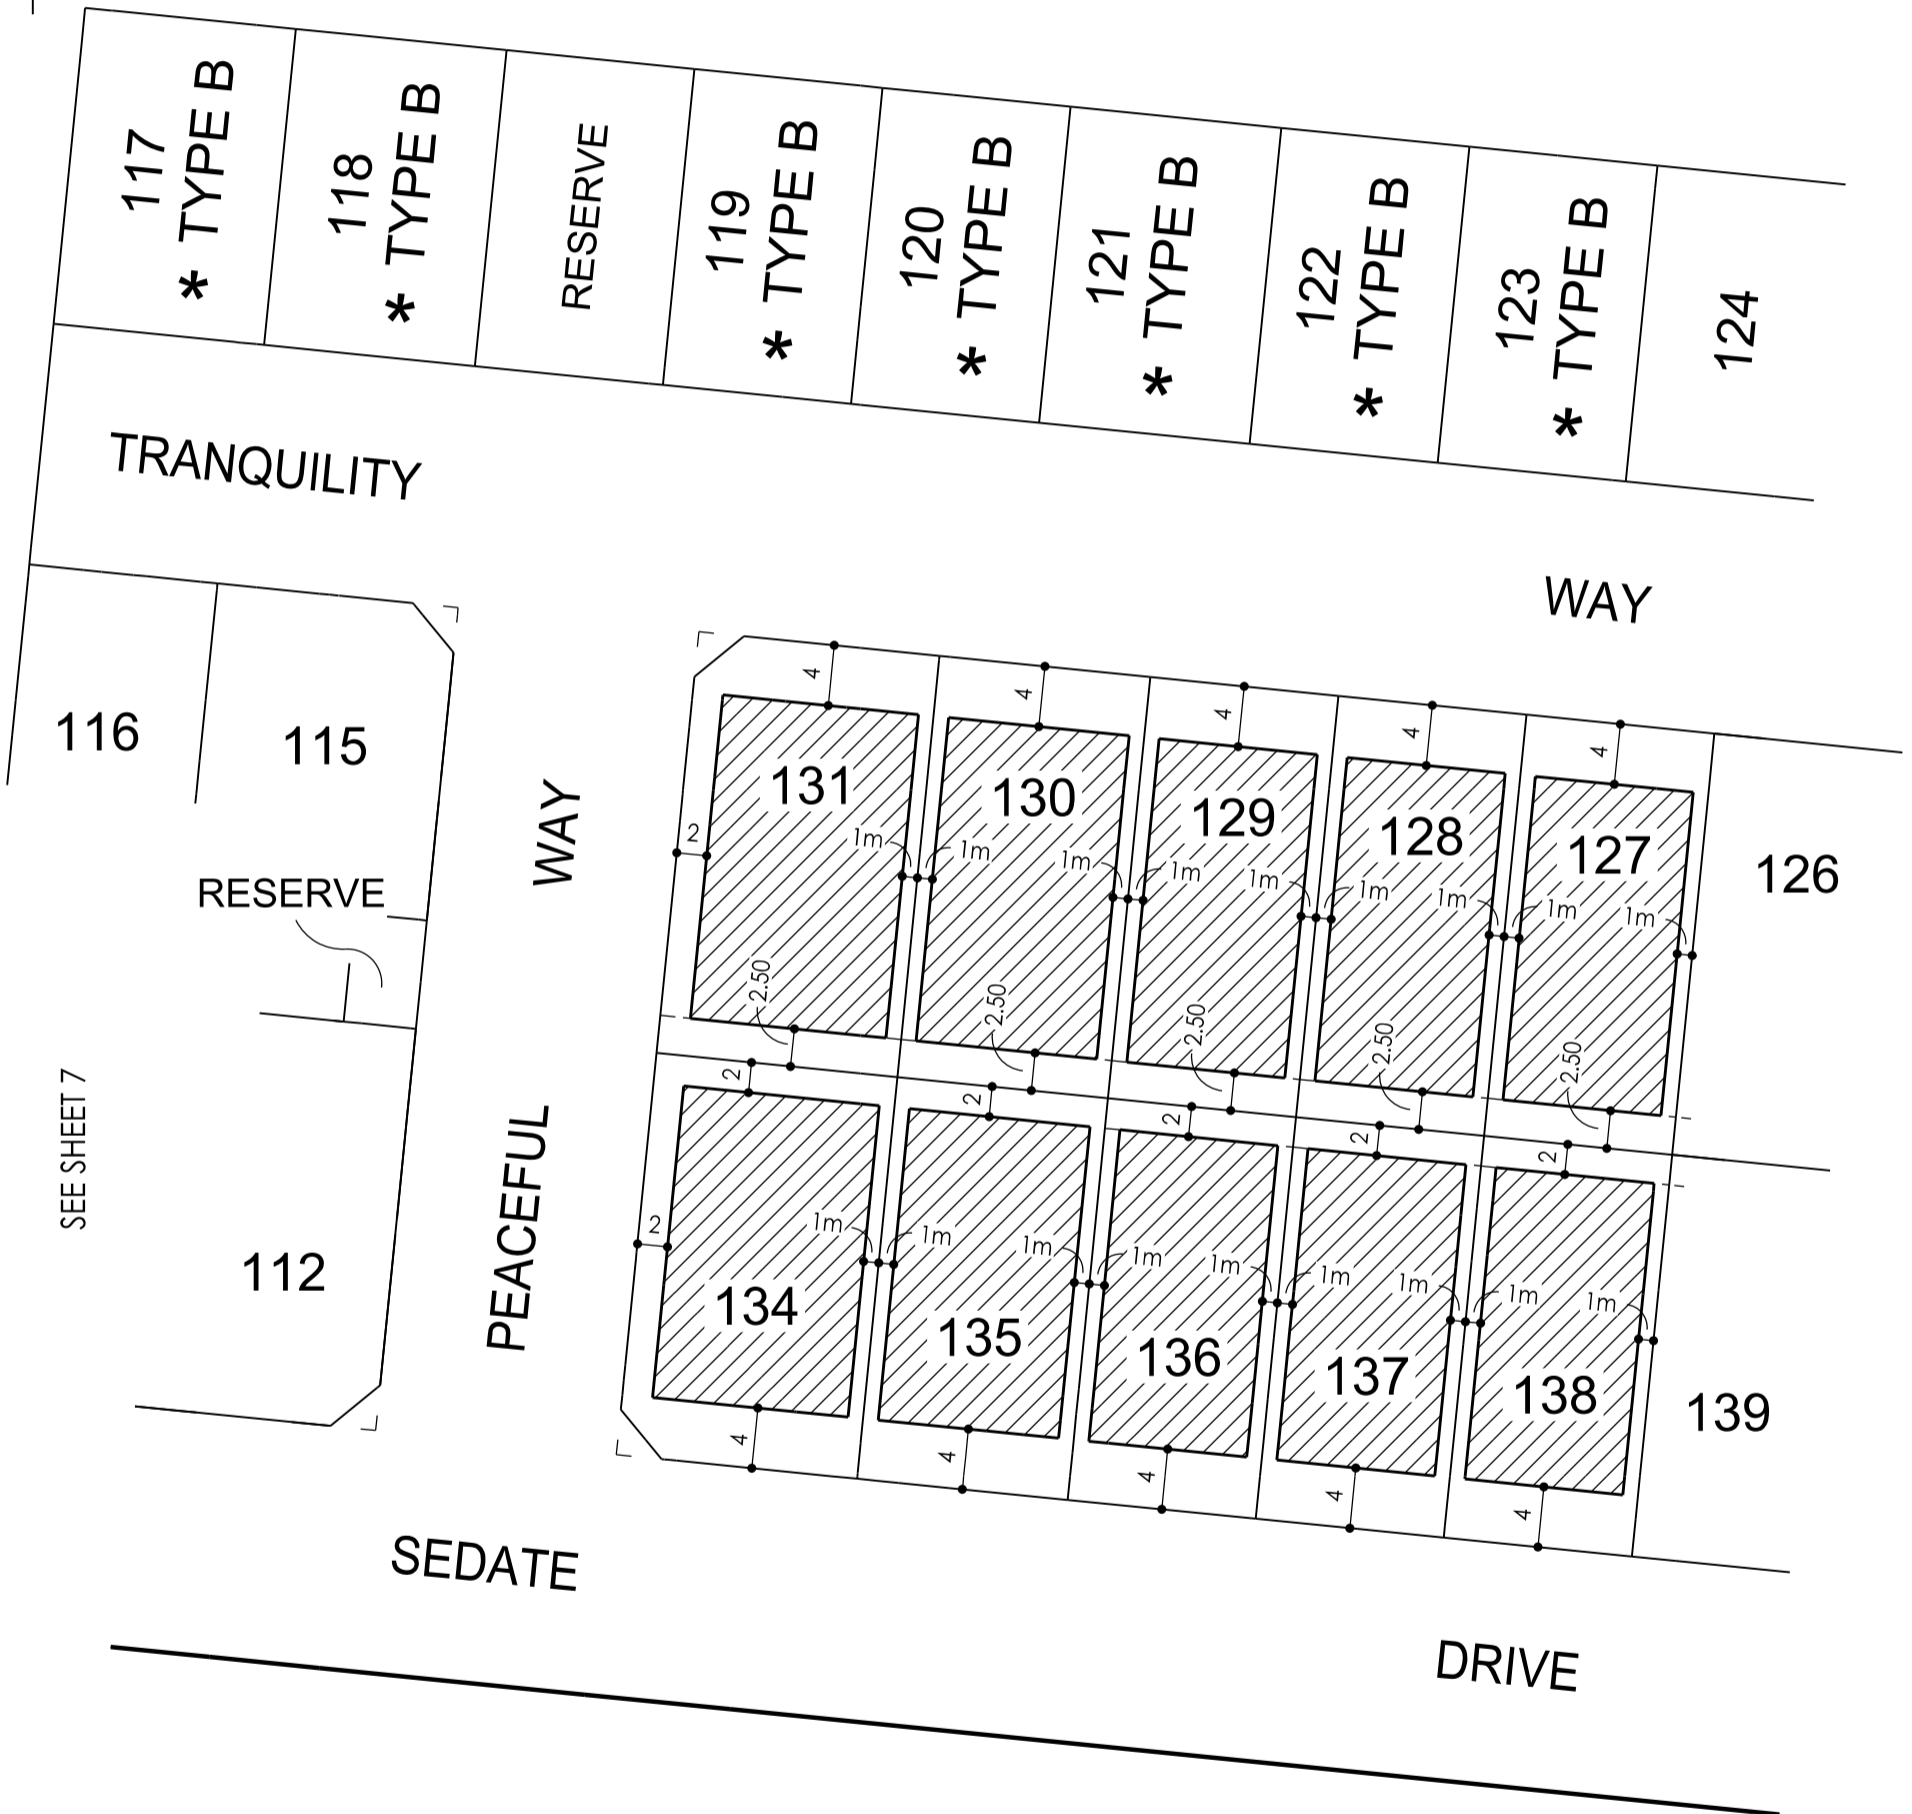 117
* TYPE B
118
* TYPE B
RESERVE
119
* TYPE B
120
* TYPE B
121
* TYPE B
122
* TYPE B
123
* TYPE B
124
TRANQUILITY
WAY
116
115
RESERVE
WAY
PEACEFUL
SEE SHEET 7
112
4
4
4
4
4
131
130
129
128
127
126
2
1m
1m
1m
1m
1m
1m
1m
1m
1m
2.50
2.50
2.50
2.50
2.50
2
2
2
2
2
2
1m
1m
1m
1m
1m
1m
1m
1m
1m
134
135
136
137
138
139
4
4
4
4
4
SEDATE
DRIVE